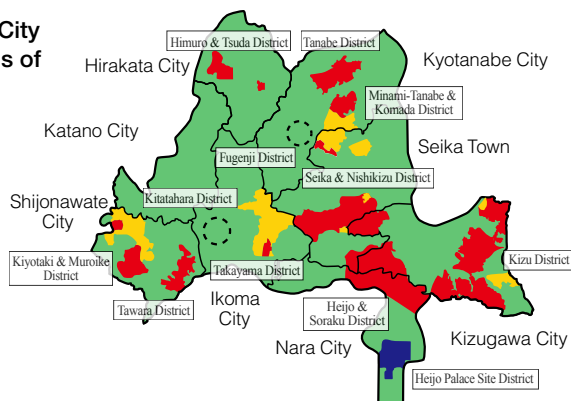 City
s of
Himuro & Tsuda District
Tanabe District
Hirakata City
Kyotanabe City
Minami-Tanabe &
Komada District
Katano City
Fugenji District
Seika Town
Seika & Nishikizu District
Kitatahara District
Shijonawate
City
Kiyotaki & Muroike
District
Takayama District
Kizu District
Tawara District
Ikoma
City
Heijo &
Soraku District
Nara City
Kizugawa City
Heijo Palace Site District